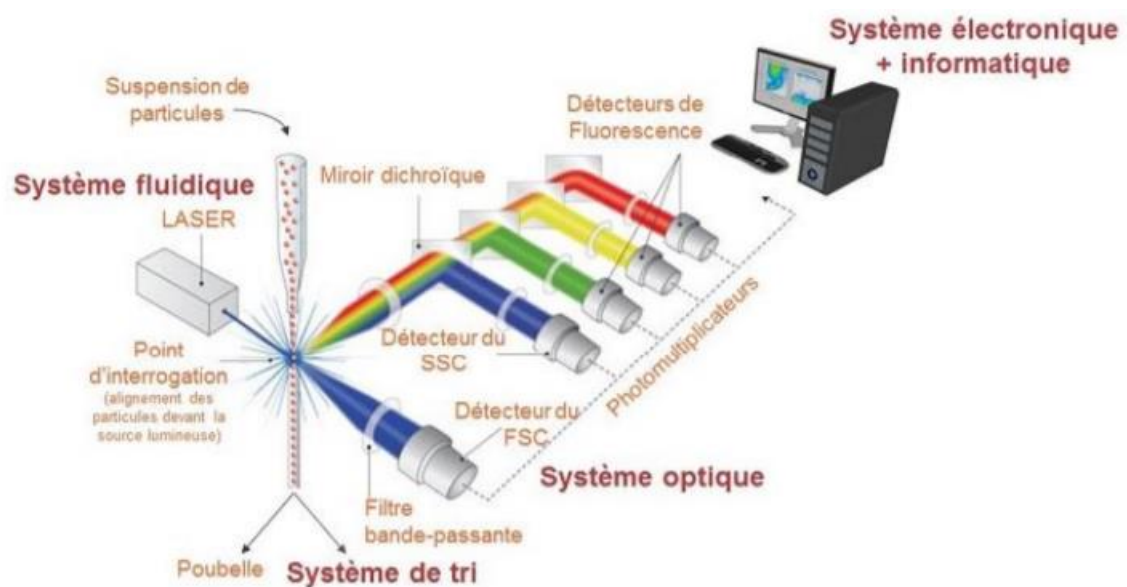 Système électronique
+ informatique
Suspension de
particules
Détecteurs de
Fluorescence
Miroir dichroïque
Système fluidique
LASER
Point
d'interrogation
(alignement des
particules devant la
source lumineuse)
Détecteur du
SSC
Photomultiplicateurs
Détecteur du
FSC
Système optique
Filtre
bande-passante
Poubelle
Système de tri